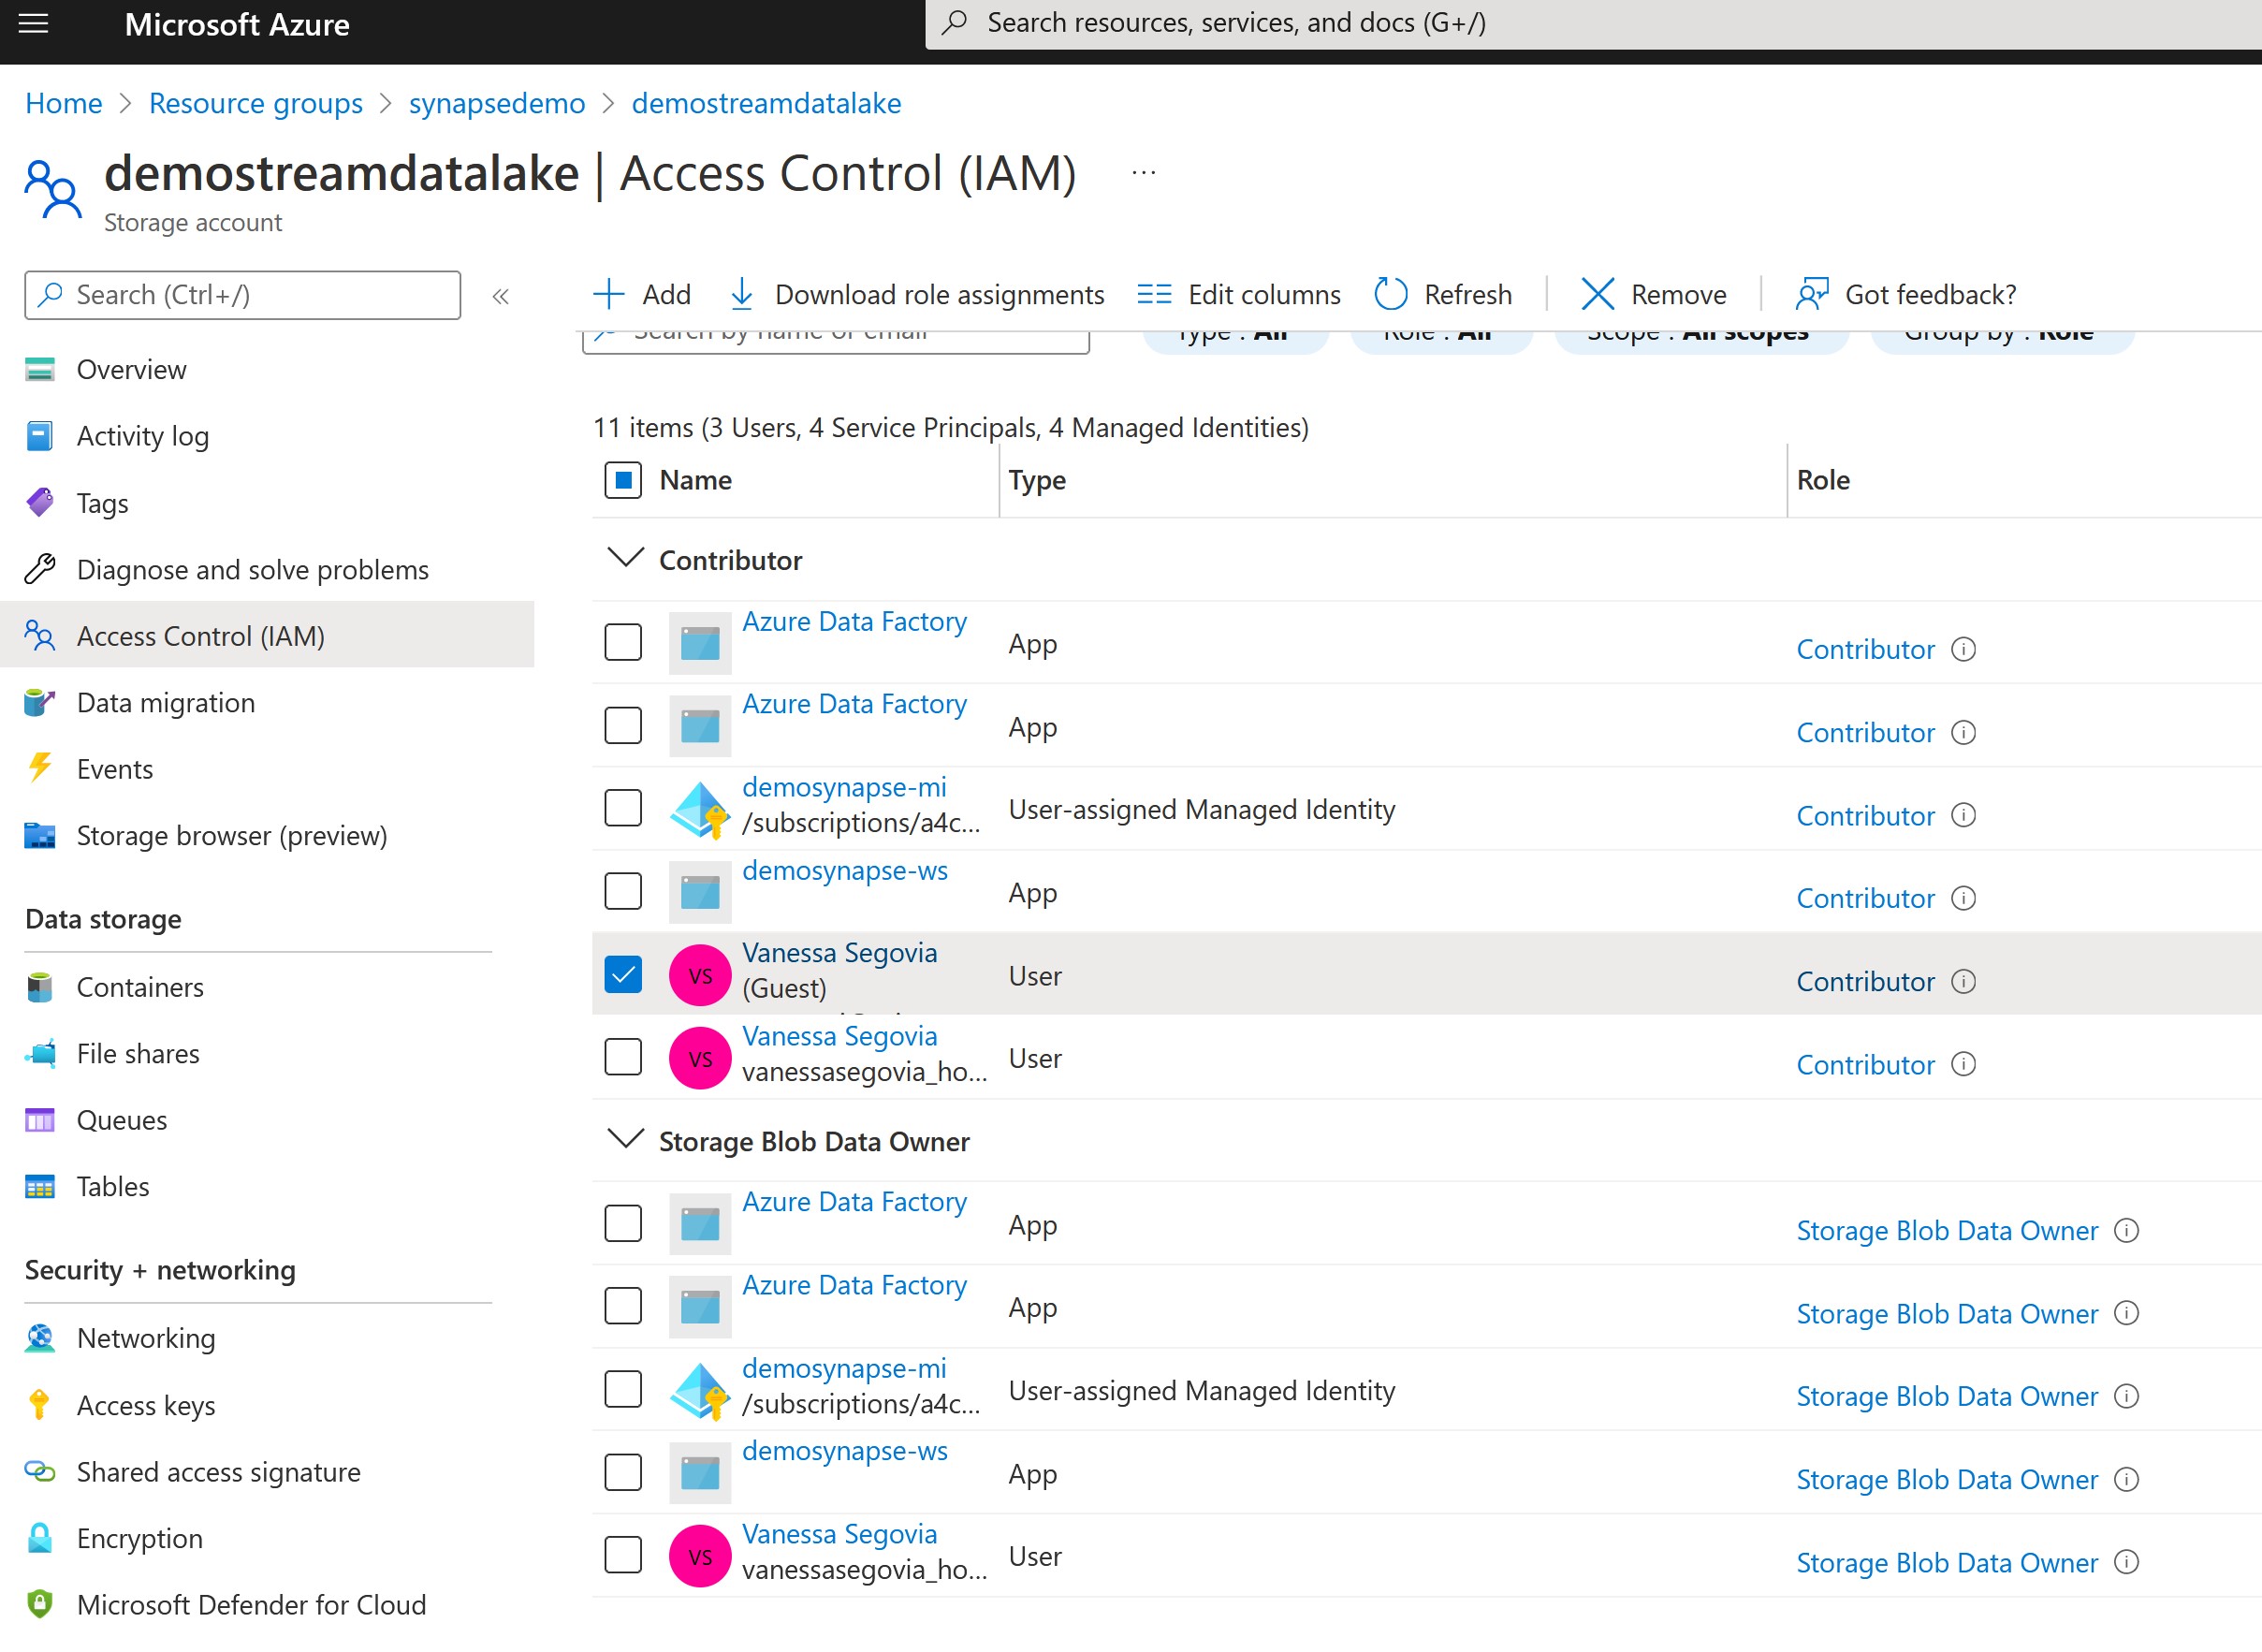 Microsoft Azure
Search resources, services, and docs (G+/)
Home > Resource groups > synapsedemo > demostreamdatalake
demostreamdatalake | Access Control (IAM) ...
Storage account
Search (Ctrl+/)
«
Add
Download role assignments
Edit columns
Refresh
Remove
Got feedback?
Overview
Activity log
Tags
Diagnose and solve problems
Access Control (IAM)
Data migration
Events
Storage browser (preview)
Data storage
Containers
File shares
Queues
Tables
Security + networking
Networking
Access keys
Shared access signature
Encryption
Microsoft Defender for Cloud
Search by name or email
Type : All
Role : All
Scope : All scopes
Group by : Role
11 items (3 Users, 4 Service Principals, 4 Managed Identities)
Name Type Role
Contributor
Azure Data Factory
App
Contributor
Azure Data Factory
App
Contributor
demosynapse-mi
/subscriptions/a4c...
User-assigned Managed Identity
Contributor
demosynapse-ws
App
Contributor
VS
Vanessa Segovia
(Guest)
User
Contributor
VS
Vanessa Segovia
vanessasegovia_ho...
User
Contributor
Storage Blob Data Owner
Azure Data Factory
App
Storage Blob Data Owner
Azure Data Factory
App
Storage Blob Data Owner
demosynapse-mi
/subscriptions/a4c...
User-assigned Managed Identity
Storage Blob Data Owner
demosynapse-ws
App
Storage Blob Data Owner
VS
Vanessa Segovia
vanessasegovia_ho...
User
Storage Blob Data Owner